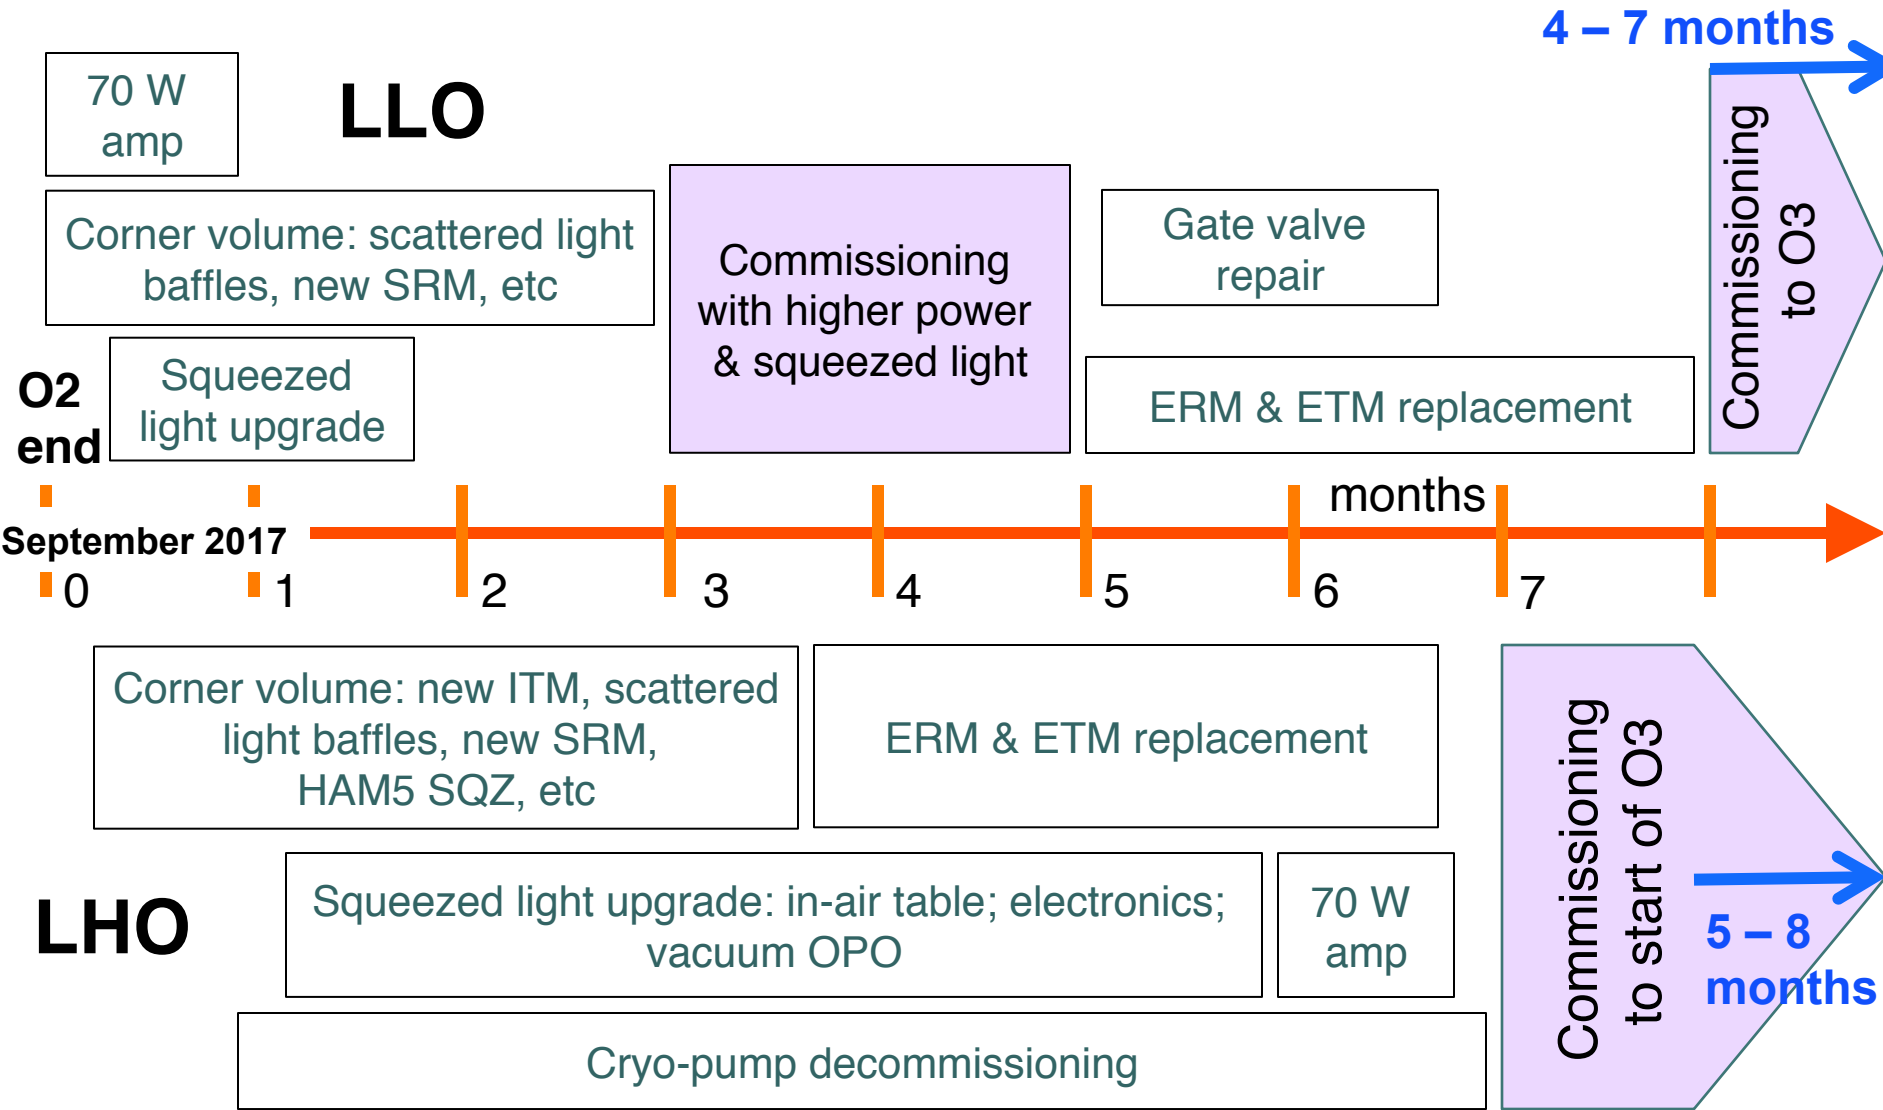 4 – 7 months
70 W
amp
LLO
Corner volume: scattered light
baffles, new SRM, etc
Commissioning
with higher power
& squeezed light
Gate valve
repair
Commissioning
to O3
O2
end
Squeezed
light upgrade
ERM & ETM replacement
months
September 2017
0 1 2 3 4 5 6 7
Corner volume: new ITM, scattered
light baffles, new SRM,
HAM5 SQZ, etc
ERM & ETM replacement
Commissioning
to start of O3
LHO
Squeezed light upgrade: in-air table; electronics;
vacuum OPO
70 W
amp
5 – 8
months
Cryo-pump decommissioning